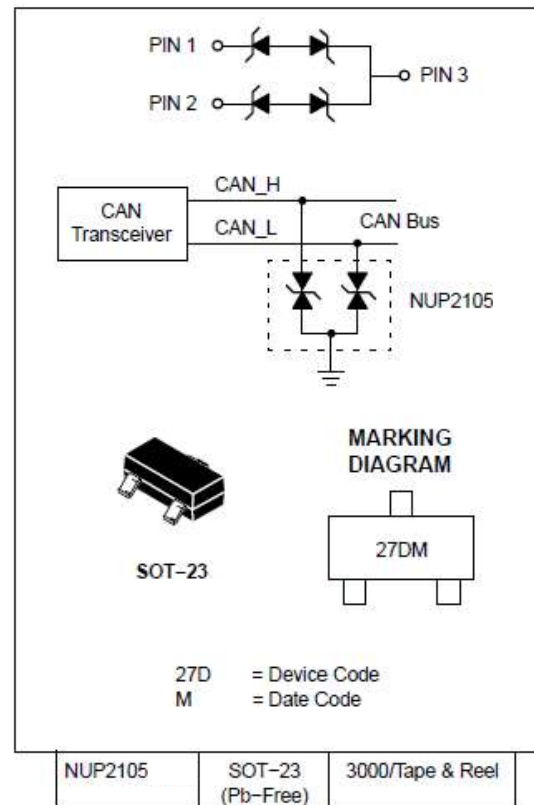 PIN 1
PIN 3
PIN 2
CAN_H
CAN
Transceiver
CAN_L
CAN Bus
NUP2105
MARKING
DIAGRAM
27DM
SOT−23
27D = Device Code
M = Date Code
NUP2105 SOT−23 3000/Tape & Reel
(Pb−Free)